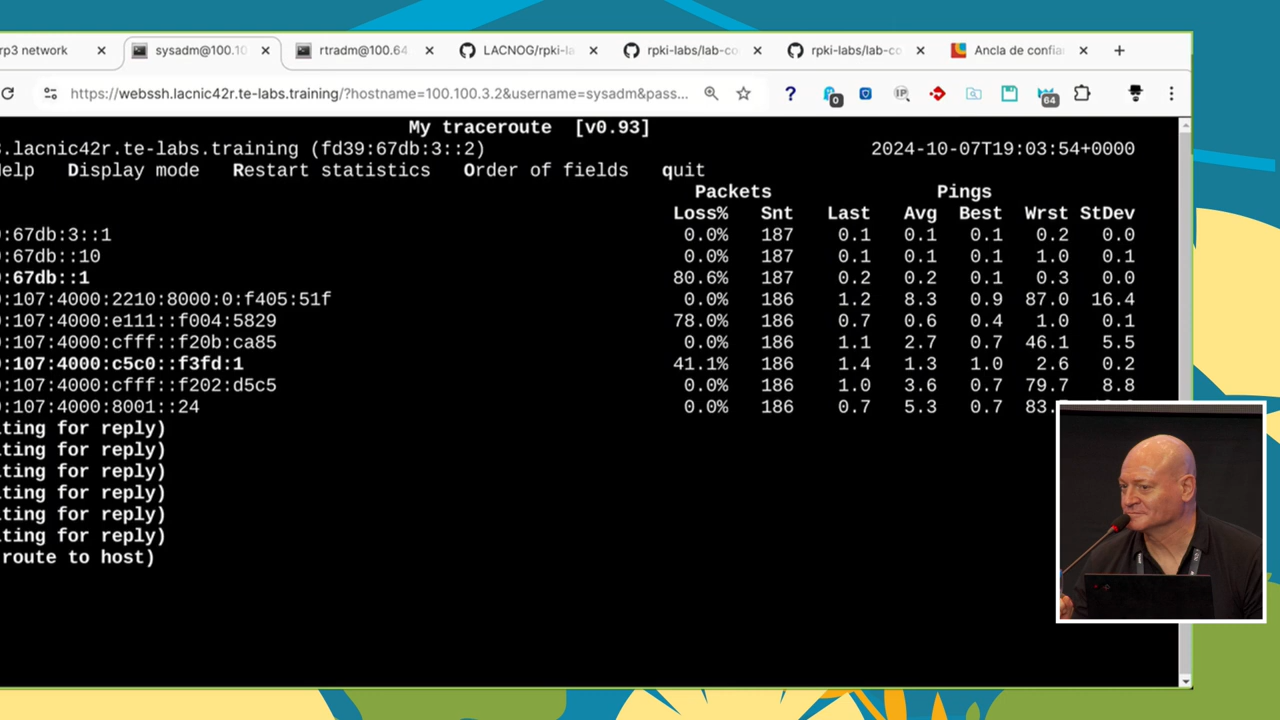 rp3 network sysadm@100.10 rtradm@100.64 LACNOG/rpki-la rpki-labs/lab-co rpki-labs/lab-co Ancla de confia
https://webssh.lacnic42r.te-labs.training/?hostname=100.100.3.2&username=sysadm&pass... ? 0 IP 64
My traceroute [v0.93]
.lacnic42r.te-labs.training (fd39:67db:3::2) 2024-10-07T19:03:54+0000
elp Display mode Restart statistics Order of fields quit
Packets Pings
Loss% Snt Last Avg Best Wrst StDev
:67db:3::1 0.0% 187 0.1 0.1 0.1 0.2 0.0
:67db::10 0.0% 187 0.1 0.1 0.1 1.0 0.1
:67db::1 80.6% 187 0.2 0.2 0.1 0.3 0.0
:107:4000:2210:8000:0:f405:51f 0.0% 186 1.2 8.3 0.9 87.0 16.4
:107:4000:e111::f004:5829 78.0% 186 0.7 0.6 0.4 1.0 0.1
:107:4000:cfff::f20b:ca85 0.0% 186 1.1 2.7 0.7 46.1 5.5
:107:4000:c5c0::f3fd:1 41.1% 186 1.4 1.3 1.0 2.6 0.2
:107:4000:cfff::f202:d5c5 0.0% 186 1.0 3.6 0.7 79.7 8.8
:107:4000:8001::24 0.0% 186 0.7 5.3 0.7 83.
ting for reply)
ting for reply)
ting for reply)
ting for reply)
ting for reply)
ting for reply)
route to host)